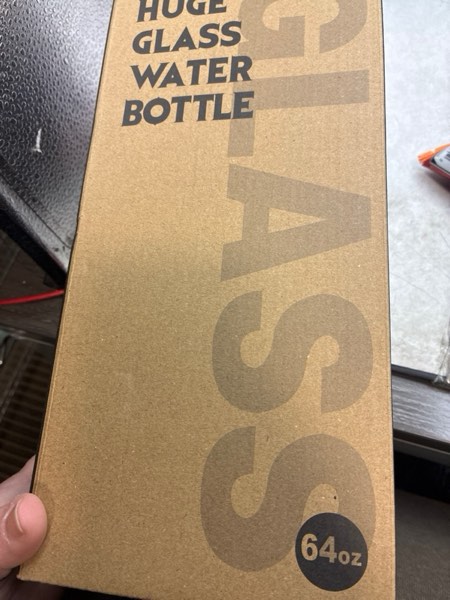 HUGE
GLASS
WATER
BOTTLE
GLASS
64oz